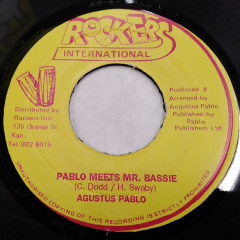 ROCKERS
INTERNATIONAL
Distributed By
Rockers Int.
135 Orange St.
Kgn.
Tel: 922-8015
Produced &
Arranged by
Augustus Pablo
Published by
Pablo
Publishers Ltd.
PABLO MEETS MR. BASSIE
(C. Dodd / H. Swaby)
AGUSTUS PABLO
UNAUTHORISED COPYING OF THIS RECORDING IS STRICTLY PROHIBITED